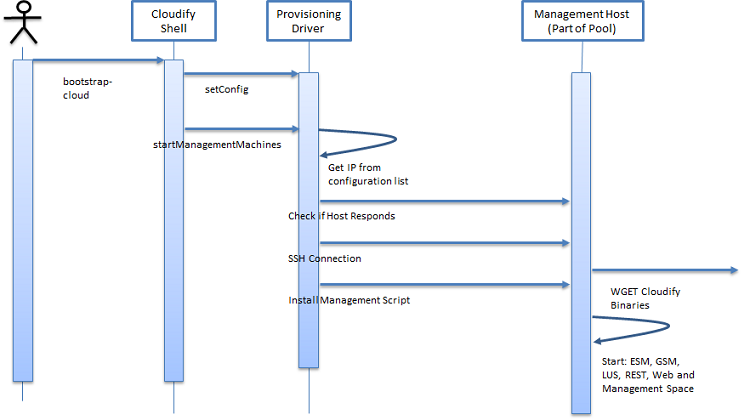 Cloudify
Shell
Provisioning
Driver
Management Host
(Part of Pool)
bootstrap-
cloud
setConfig
startManagementMachines
Get IP from
configuration list
Check if Host Responds
SSH Connection
Install Management Script
WGET Cloudify
Binaries
Start: ESM, GSM,
LUS, REST, Web and
Management Space